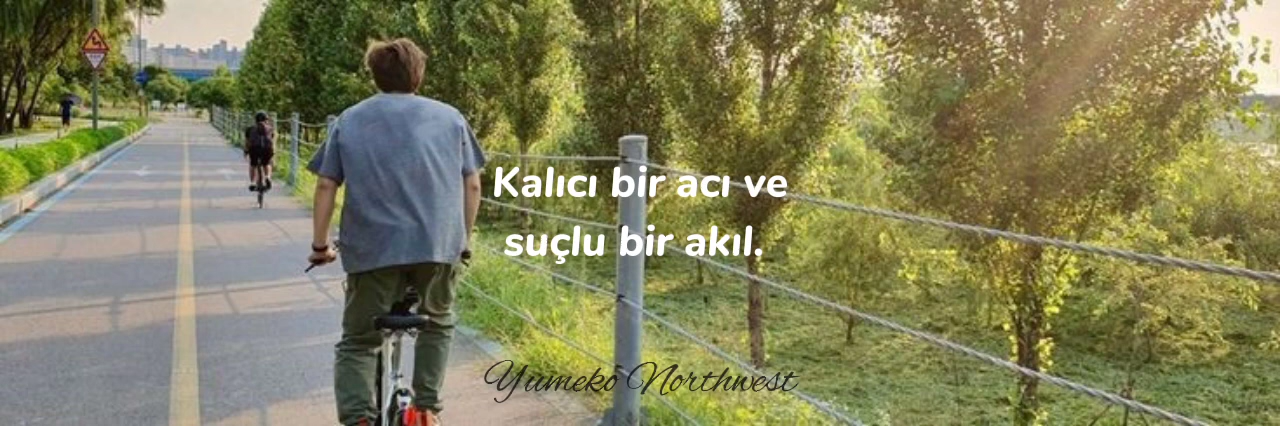 Kalıcı bir acı ve
suçlu bir akıl.
Yumeko Northwest